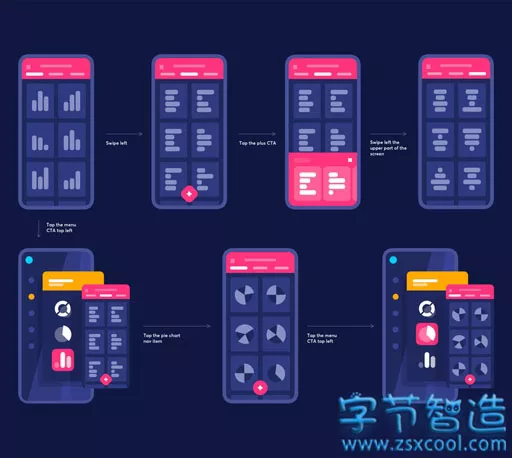 Swipe left
Tap the plus CTA
Swipe left the
upper part of the
screen
Tap the menu
CTA top left
Tap the pie chart
nav item
Tap the menu
CTA top left
字节智造
www.zsxcool.com